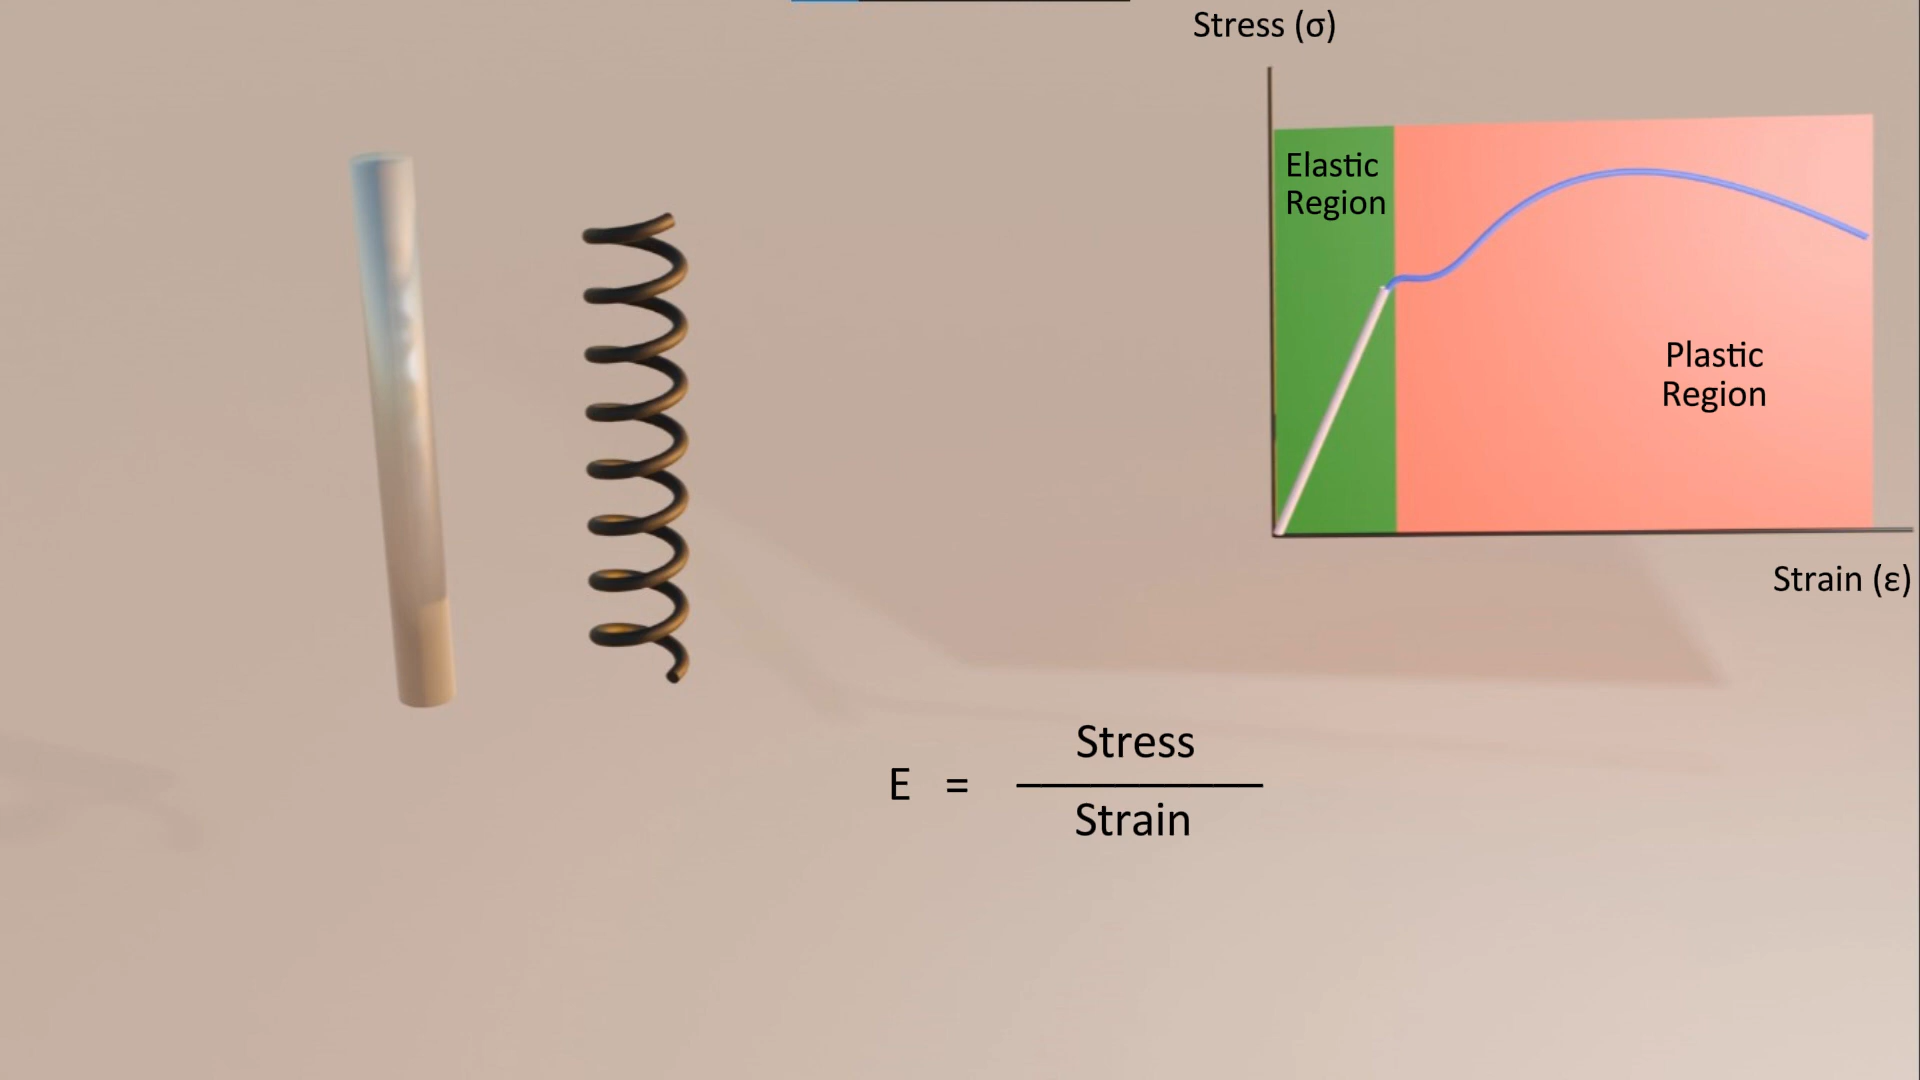 Stress (σ)
Elastic
Region
Plastic
Region
Strain (ε)
Stress
E =
Strain